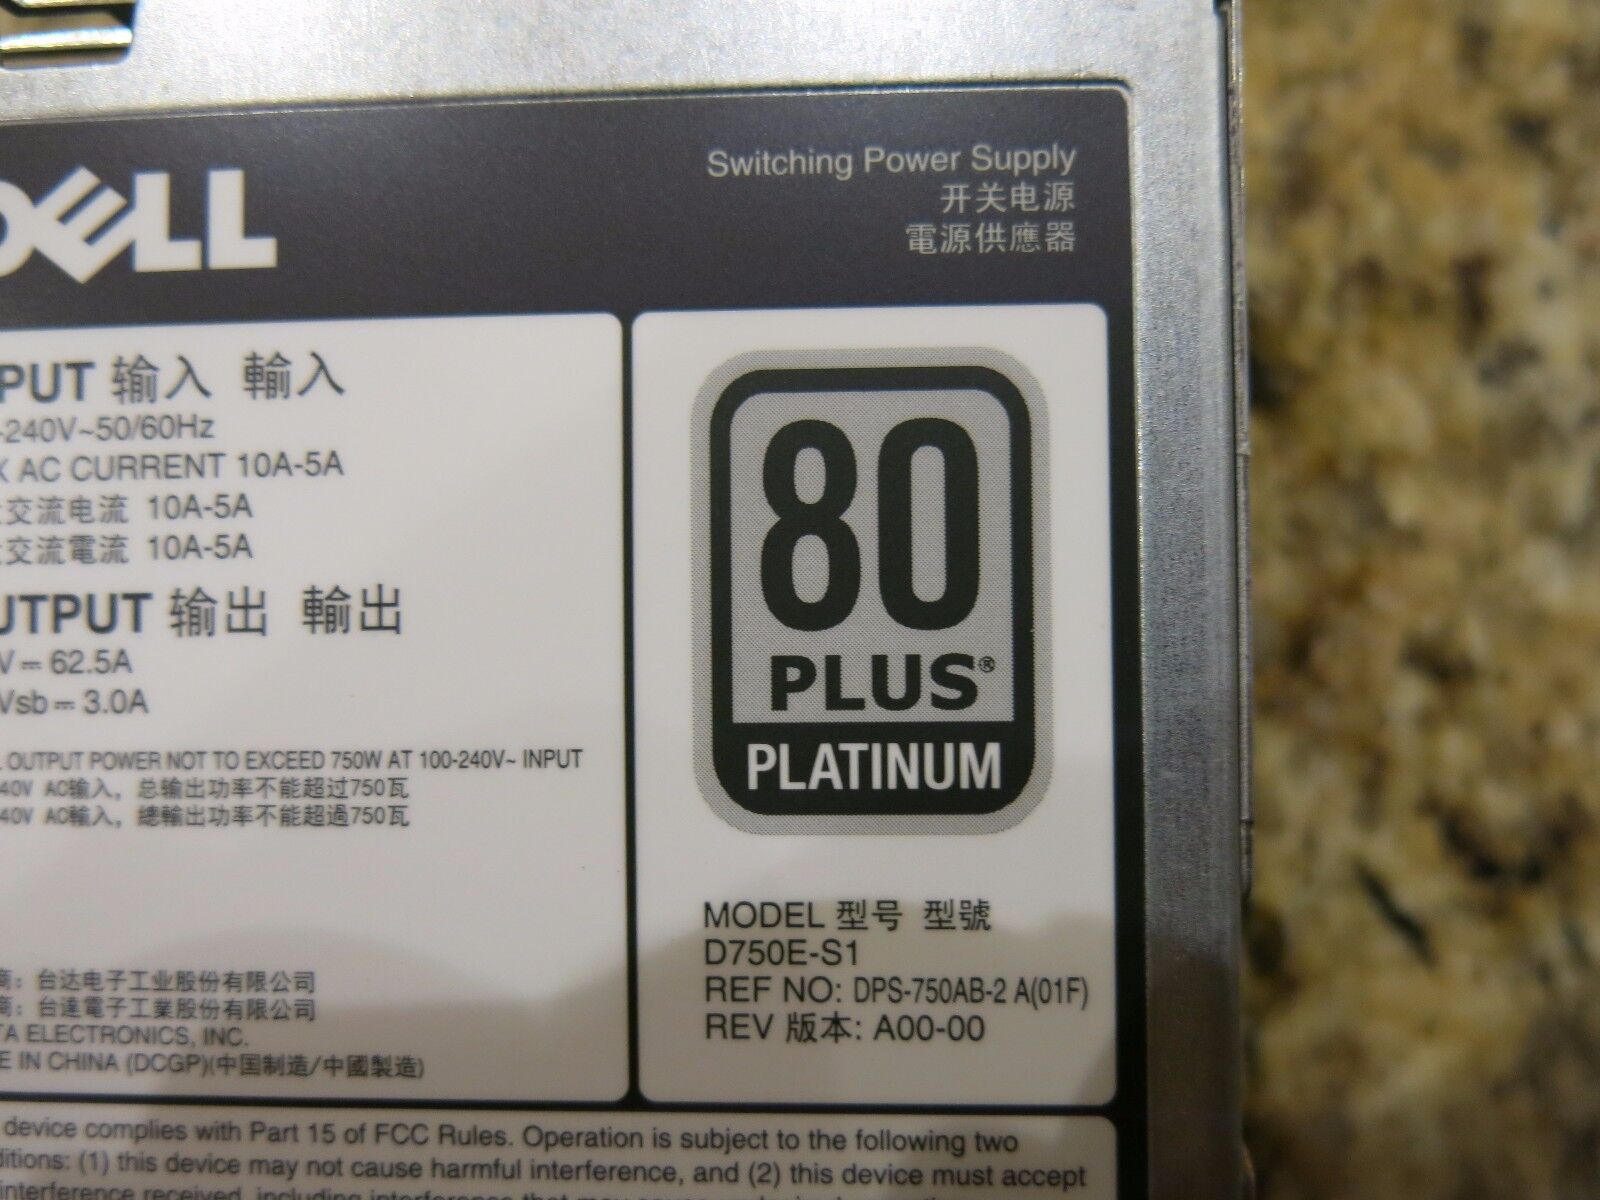 DELL
Switching Power Supply
开关电源
電源供應器
PUT 输入 輸入
-240V~50/60Hz
X AC CURRENT 10A-5A
交流电流 10A-5A
交流電流 10A-5A
UTPUT 输出 輸出
V⎓62.5A
Vsb⎓3.0A
OUTPUT POWER NOT TO EXCEED 750W AT 100-240V~ INPUT
40V AC输入, 总输出功率不能超过750瓦
40V AC輸入, 總輸出功率不能超過750瓦
商: 台达电子工业股份有限公司
商: 台達電子工業股份有限公司
TA ELECTRONICS, INC.
E IN CHINA (DCGP)(中国制造/中國製造)
80
PLUS®
PLATINUM
MODEL 型号 型號
D750E-S1
REF NO: DPS-750AB-2 A(01F)
REV 版本: A00-00
device complies with Part 15 of FCC Rules. Operation is subject to the following two
ditions: (1) this device may not cause harmful interference, and (2) this device must accept
interference received, including interference that may cause